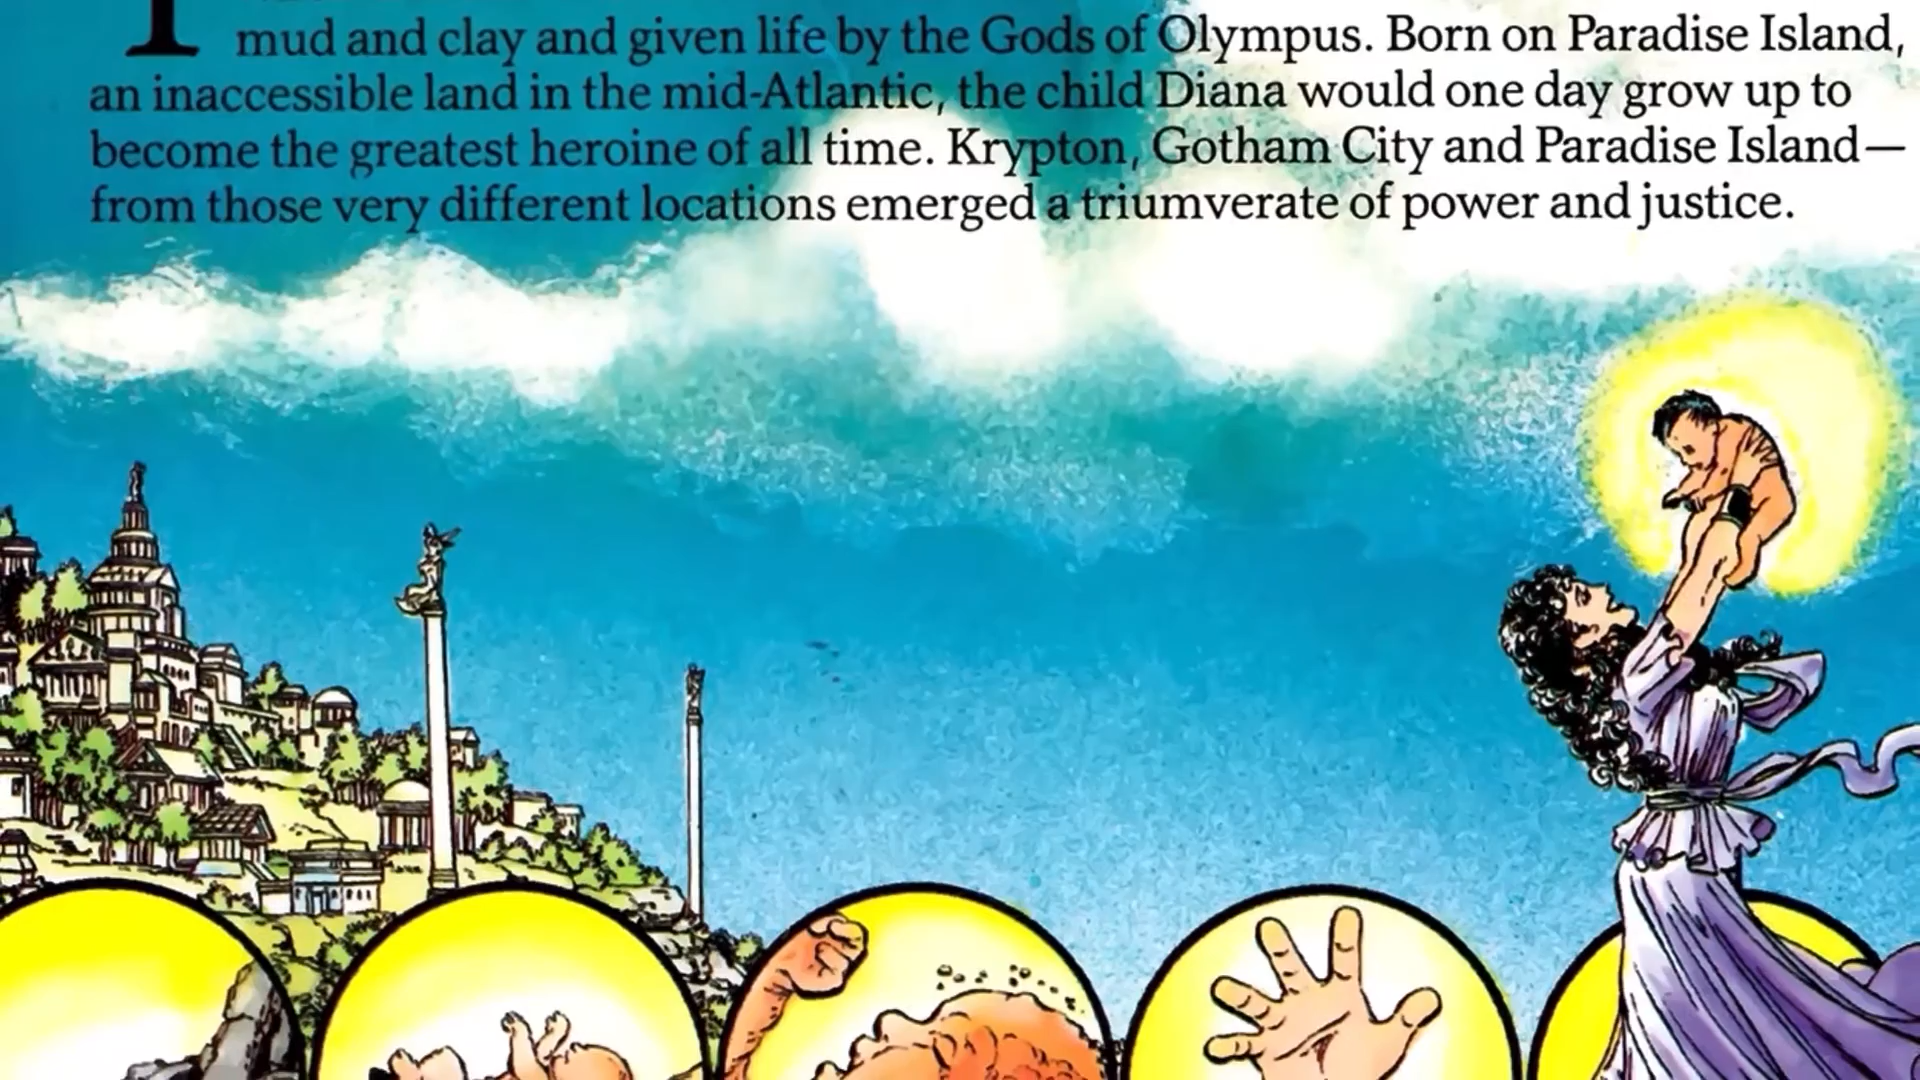 mud and clay and given life by the Gods of Olympus. Born on Paradise Island,
an inaccessible land in the mid-Atlantic, the child Diana would one day grow up to
become the greatest heroine of all time. Krypton, Gotham City and Paradise Island—
from those very different locations emerged a triumverate of power and justice.